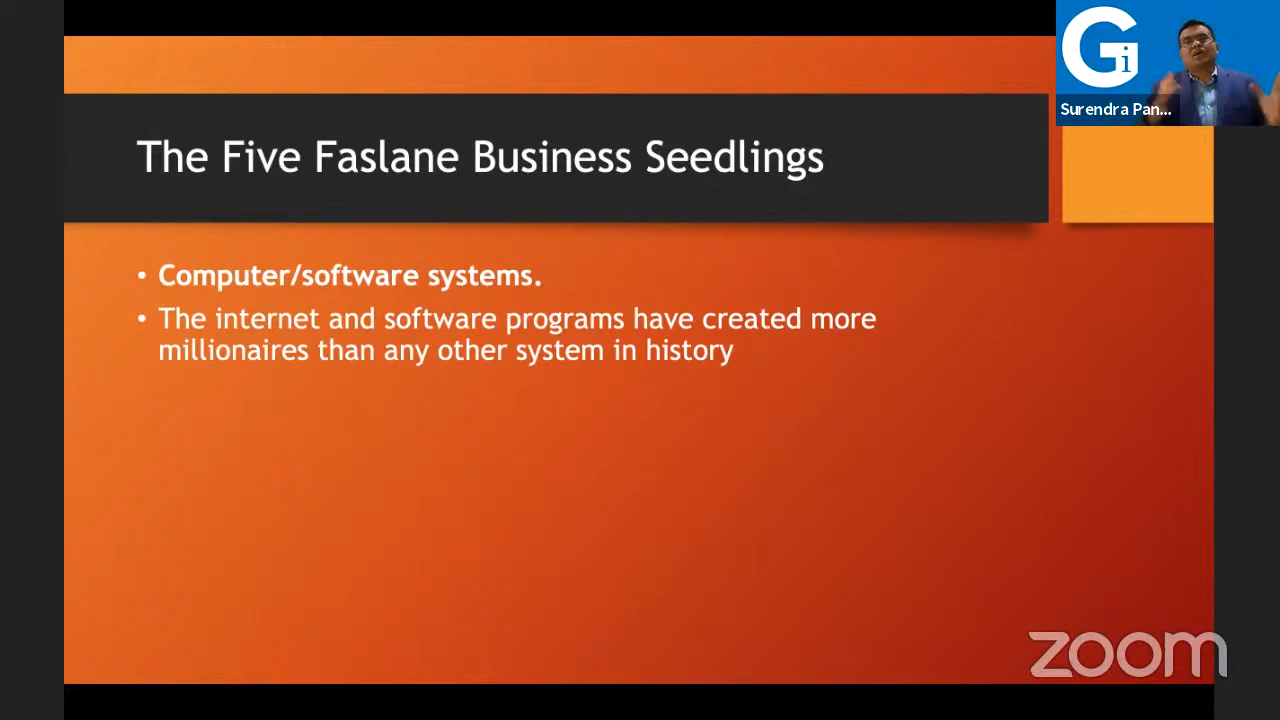 Gi
Surendra Pan...
The Five Faslane Business Seedlings
• Computer/software systems.
• The internet and software programs have created more
millionaires than any other system in history
zoom